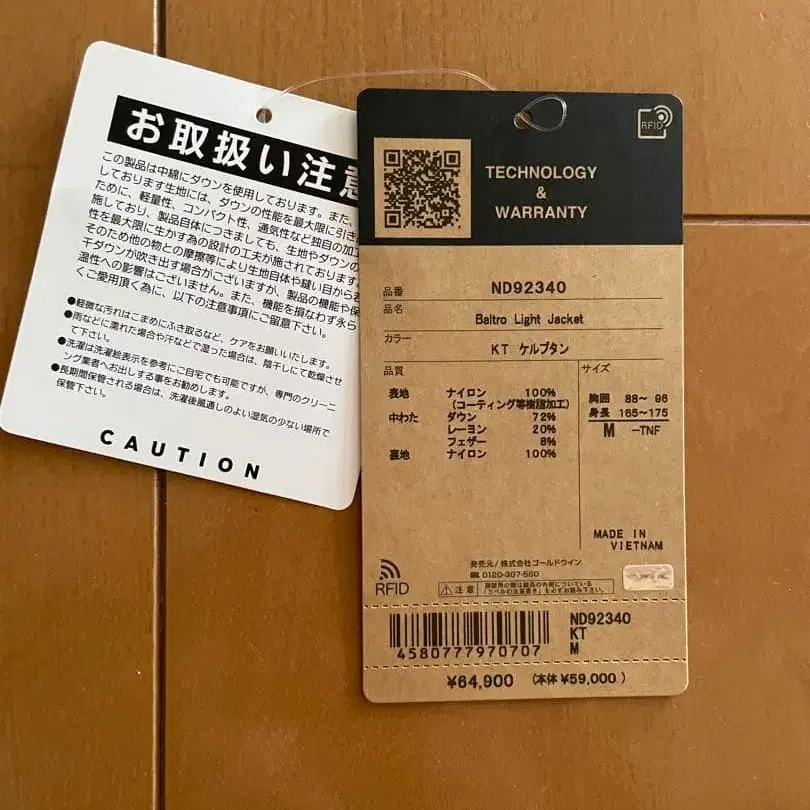 お取扱い注意
この製品は中綿にダウンを使用しております。また、
しております生地には、ダウンの性能を最大限に引き
ために、軽量性、コンパクト性、通気性など独自の加工
施しており、製品自体につきましても、生地やダウンの
性を最大限に生かす為の設計の工夫が施されております
そのため他の物との摩擦等により生地自体や縫い目から
干ダウンが吹き出す場合がございますが、製品の機能や保
温性への影響はございません。また、機能を損なわず永ら
くご愛用頂く為に、以下の注意事項にご留意下さい。
●軽微な汚れはこまめにふき取るなど、ケアをお願いいたします。
●雨などに濡れた場合や汗などで湿った場合は、陰干しにて乾燥させ
て下さい。
●洗濯は洗濯絵表示を参考にご自宅でも可能ですが、専門のクリーニ
ング業者へお出しする事をお勧めします。
●長期間保管される場合は、洗濯後風通しのよい湿気の少ない場所で
保管下さい。
CAUTION
RFID
TECHNOLOGY
&
WARRANTY
品番 ND92340
品名
Baltro Light Jacket
カラー
KT ケルプタン
品質
表地 ナイロン 100%
(コーティング等樹脂加工)
中わた ダウン 72%
レーヨン 20%
フェザー 8%
裏地 ナイロン 100%
サイズ
胸囲 88~ 96
身長 165~175
M -TNF
MADE IN
VIETNAM
発売元/株式会社ゴールドウイン
0120-307-560
RFID
注意
ND92340
KT
M
4580777970707
¥64,900 (本体 ¥59,000 )